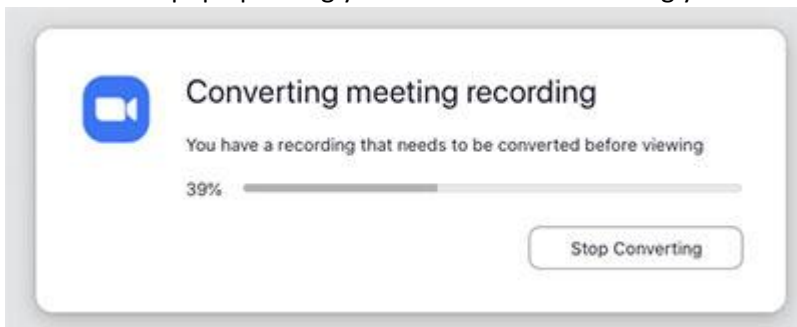 Converting meeting recording
You have a recording that needs to be converted before viewing
39%
Stop Converting